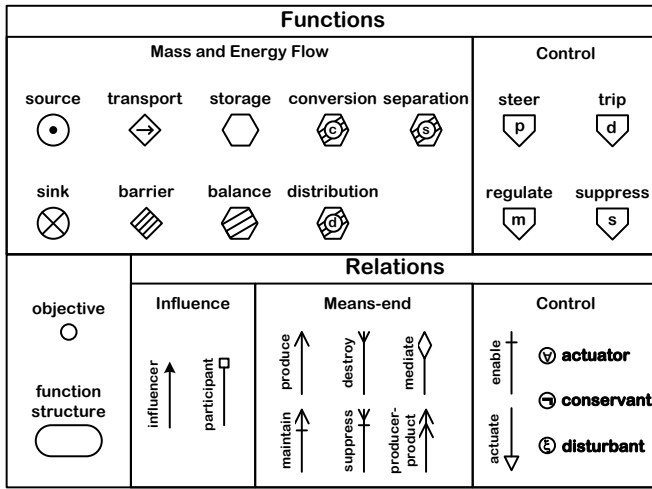 Functions
Mass and Energy Flow
Control
source transport storage conversion separation
c s
steer trip
p d
sink barrier balance distribution
d
regulate suppress
m s
objective
function
structure
Relations
Influence
influencer
participant
Means-end
produce
destroy
mediate
maintain
suppress
producer-
product
Control
enable
actuate
actuator
conservant
disturbant